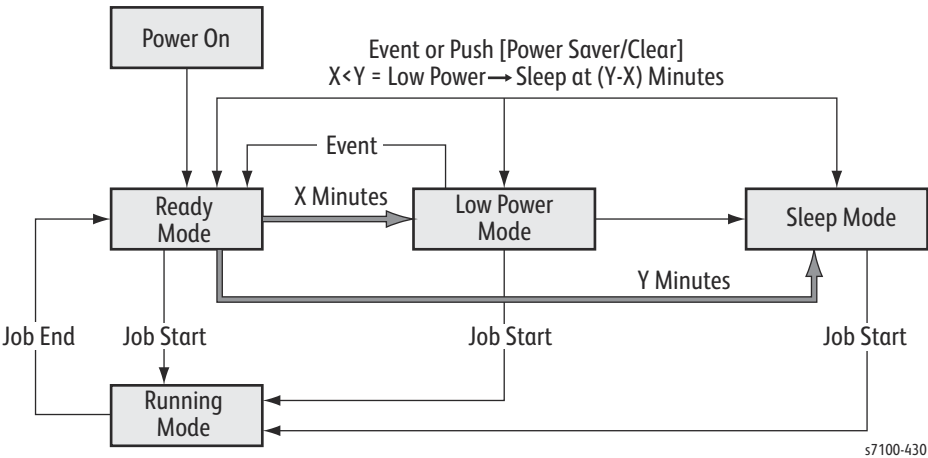 Power On
Event or Push [Power Saver/Clear]
X<Y = Low Power→Sleep at (Y-X) Minutes
Event
X Minutes
Ready
Mode
Low Power
Mode
Sleep Mode
Y Minutes
Job End
Job Start
Job Start
Job Start
Running
Mode
s7100-430